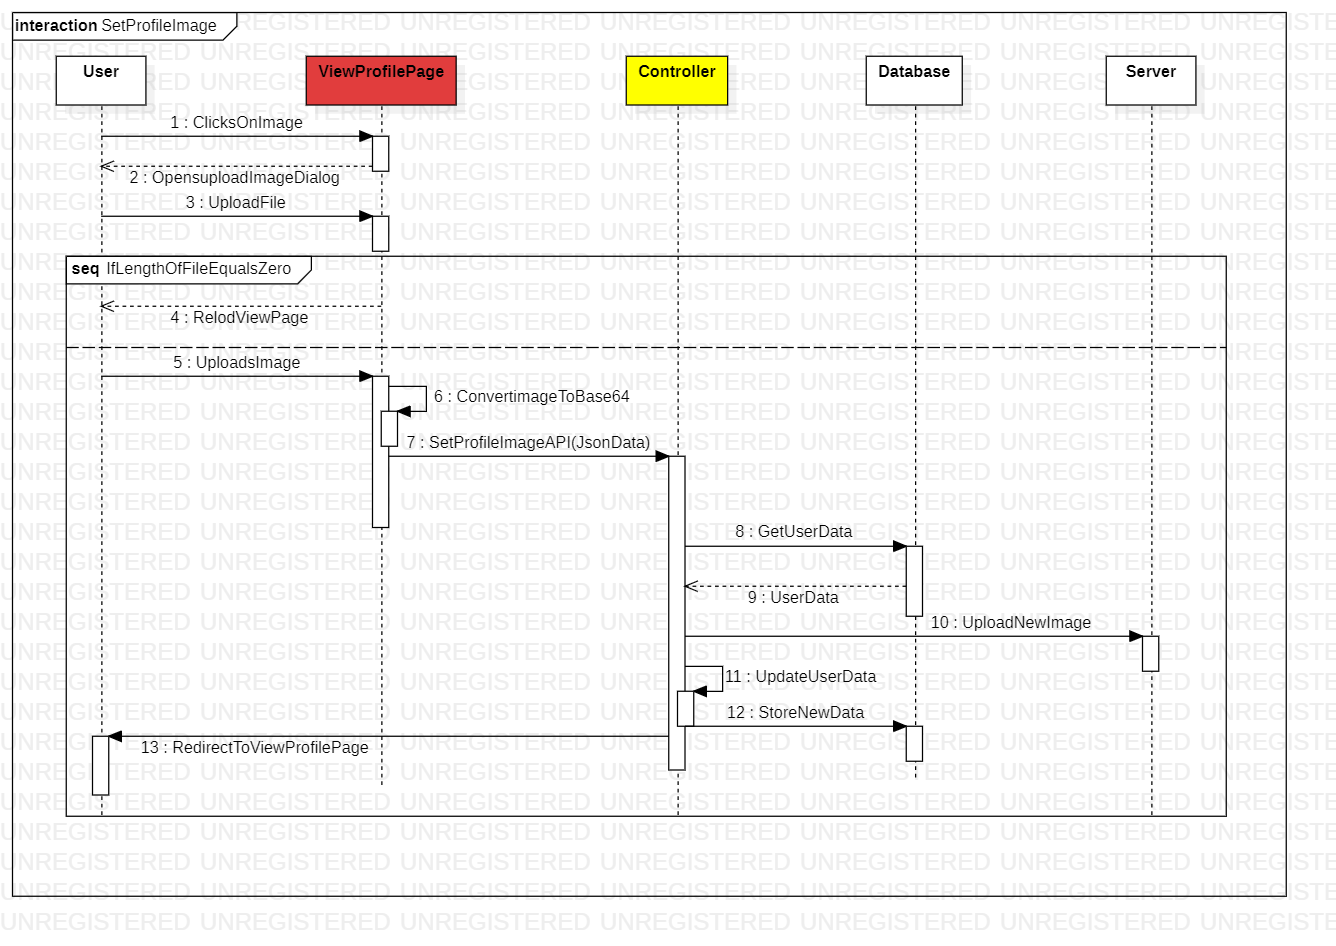 interaction SetProfileImage
User
ViewProfilePage
Controller
Database
Server
1 : ClicksOnImage
2 : OpensuploadImageDialog
3 : UploadFile
seq IfLengthOfFileEqualsZero
4 : RelodViewPage
5 : UploadsImage
6 : ConvertimageToBase64
7 : SetProfileImageAPI(JsonData)
8 : GetUserData
9 : UserData
10 : UploadNewImage
11 : UpdateUserData
12 : StoreNewData
13 : RedirectToViewProfilePage
UNREGISTERED